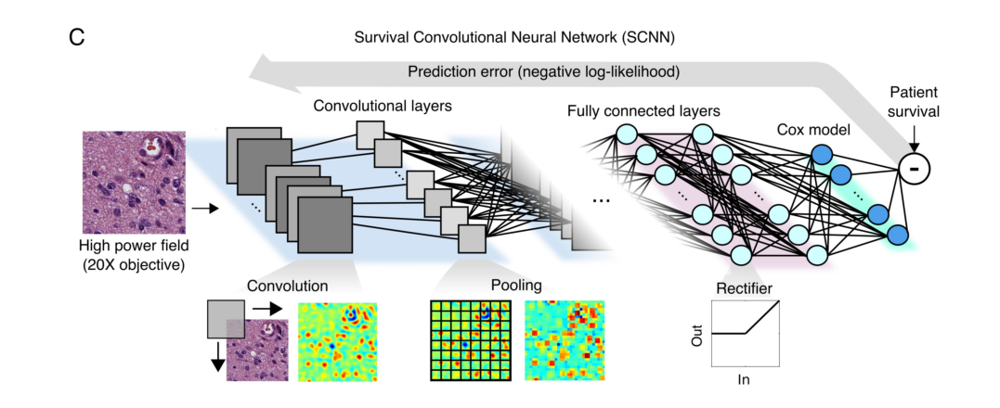 C
Survival Convolutional Neural Network (SCNN)
Prediction error (negative log-likelihood)
Patient
survival
Convolutional layers
Fully connected layers
Cox model
-
...
...
...
...
...
...
High power field
(20X objective)
Convolution
Pooling
Rectifier
Out
In